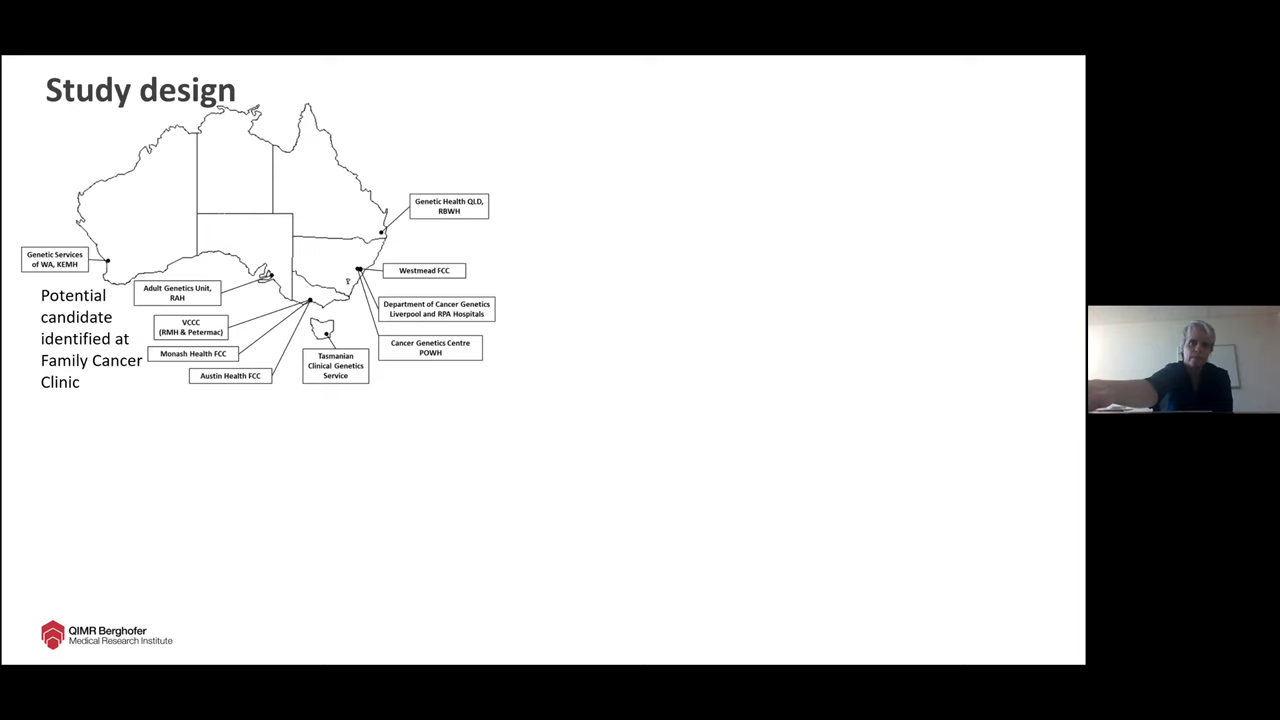 Study design
Genetic Health QLD,
RBWH
Genetic Services
of WA, KEMH
Westmead FCC
Adult Genetics Unit,
RAH
Department of Cancer Genetics
Liverpool and RPA Hospitals
VCCC
(RMH & Petermac)
Cancer Genetics Centre
POWH
Monash Health FCC
Tasmanian
Clinical Genetics
Service
Austin Health FCC
Potential
candidate
identified at
Family Cancer
Clinic
QIMR Berghofer
Medical Research Institute